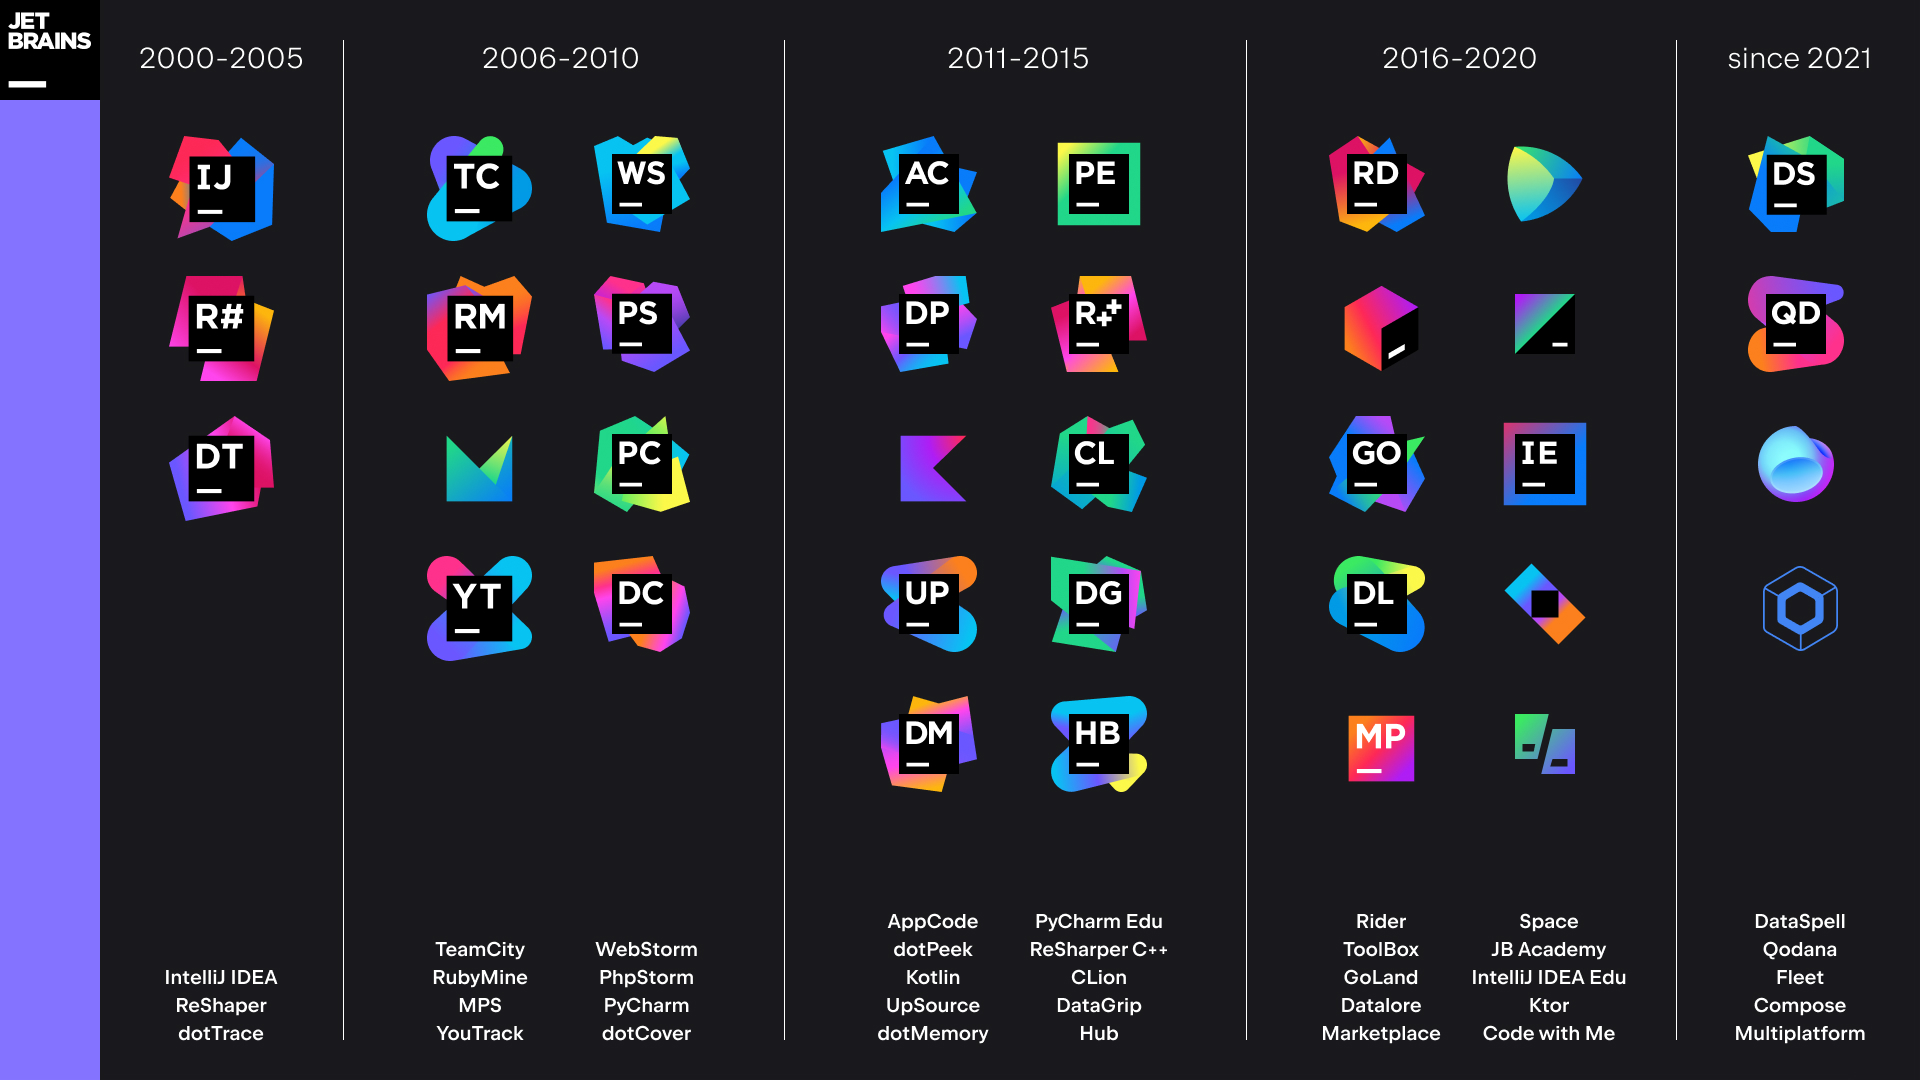 JET
BRAINS
2000-2005
2006-2010
2011-2015
2016-2020
since 2021
IJ
TC
WS
AC
PE
RD
DS
R#
RM
PS
DP
R++
QD
DT
PC
CL
GO
IE
YT
DC
UP
DG
DL
DM
HB
MP
IntelliJ IDEA
ReShaper
dotTrace
TeamCity
RubyMine
MPS
YouTrack
WebStorm
PhpStorm
PyCharm
dotCover
AppCode
dotPeek
Kotlin
UpSource
dotMemory
PyCharm Edu
ReSharper C++
CLion
DataGrip
Hub
Rider
ToolBox
GoLand
Datalore
Marketplace
Space
JB Academy
IntelliJ IDEA Edu
Ktor
Code with Me
DataSpell
Qodana
Fleet
Compose
Multiplatform